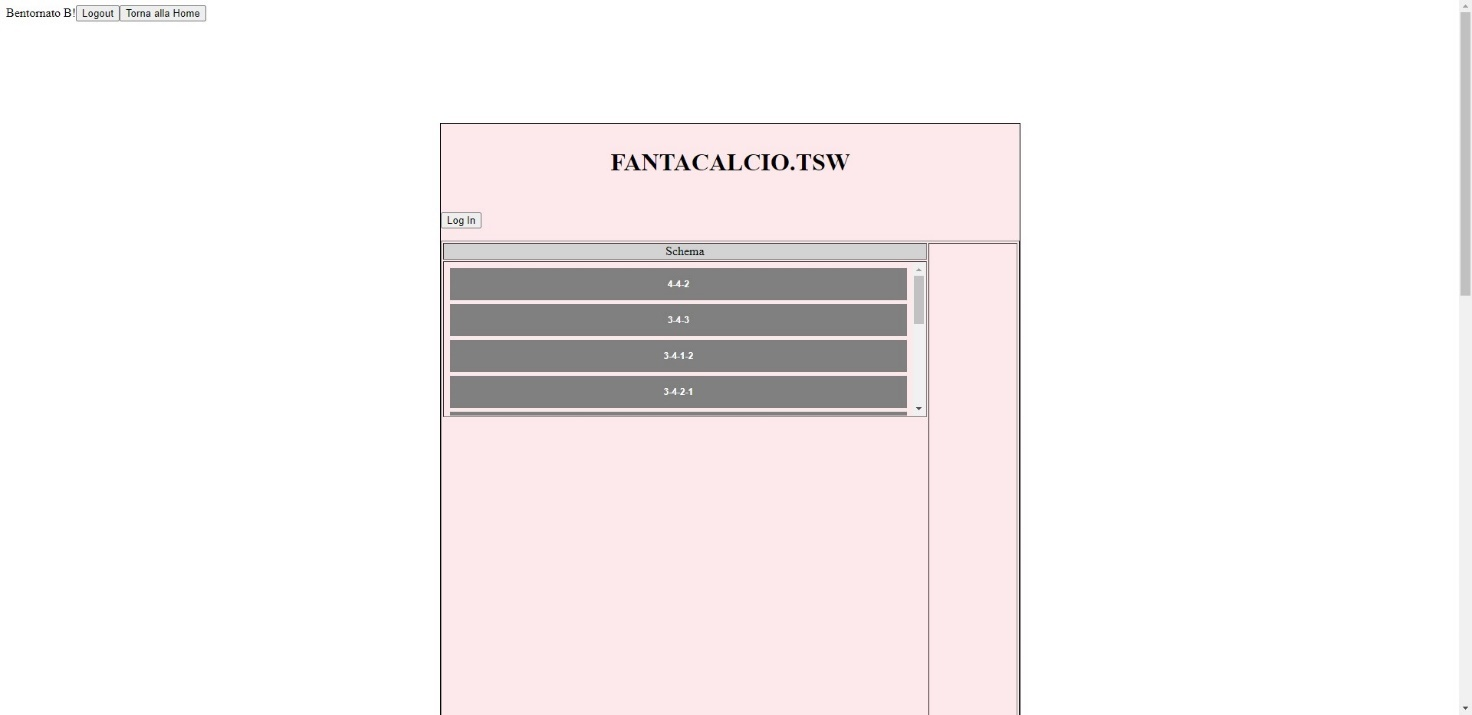 Bentornato B! Logout Torna alla Home
FANTACALCIO.TSW
Log In
Schema
4-4-2
3-4-3
3-4-1-2
3-4-2-1